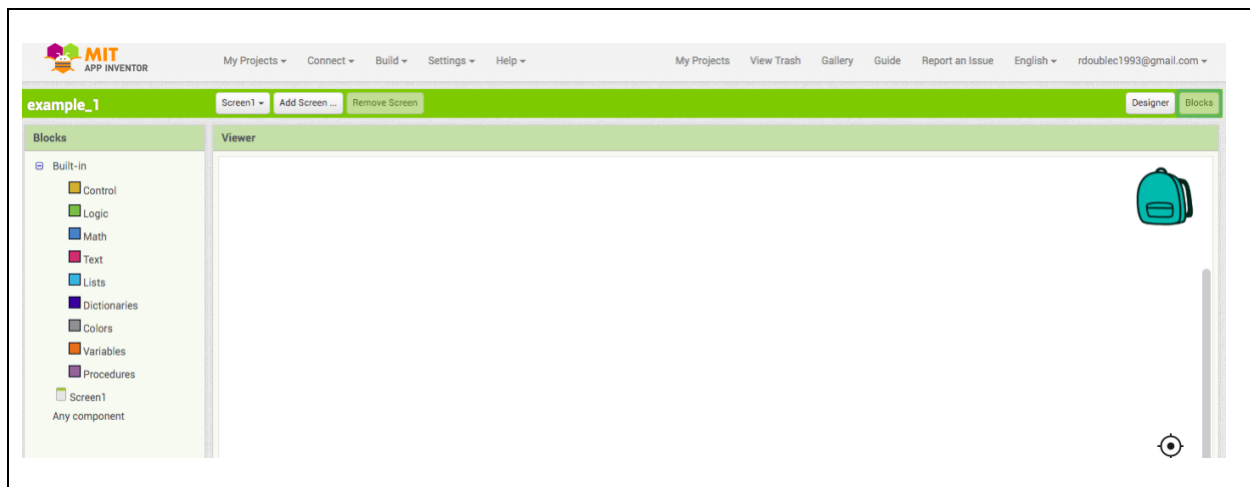 MIT
APP INVENTOR
My Projects Connect Build Settings Help My Projects View Trash Gallery Guide Report an Issue English rdoublec1993@gmail.com
example_1 Screen1 Add Screen ... Remove Screen Designer Blocks
Blocks Viewer
Built-in
Control
Logic
Math
Text
Lists
Dictionaries
Colors
Variables
Procedures
Screen1
Any component